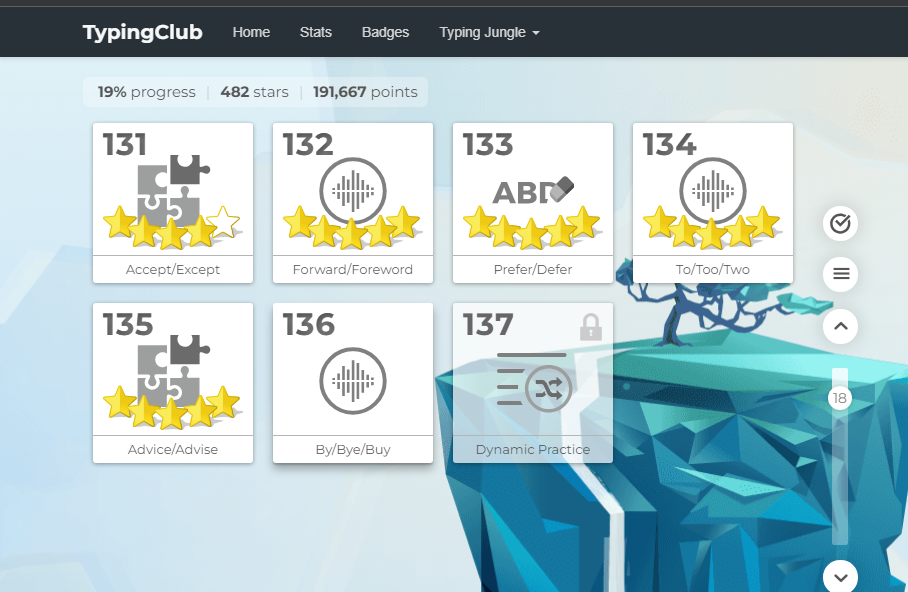 TypingClub Home Stats Badges Typing Jungle
19% progress | 482 stars | 191,667 points
131 132 133 134
ABD
Accept/Except Forward/Foreword Prefer/Defer To/Too/Two
135 136 137
18
Advice/Advise By/Bye/Buy Dynamic Practice